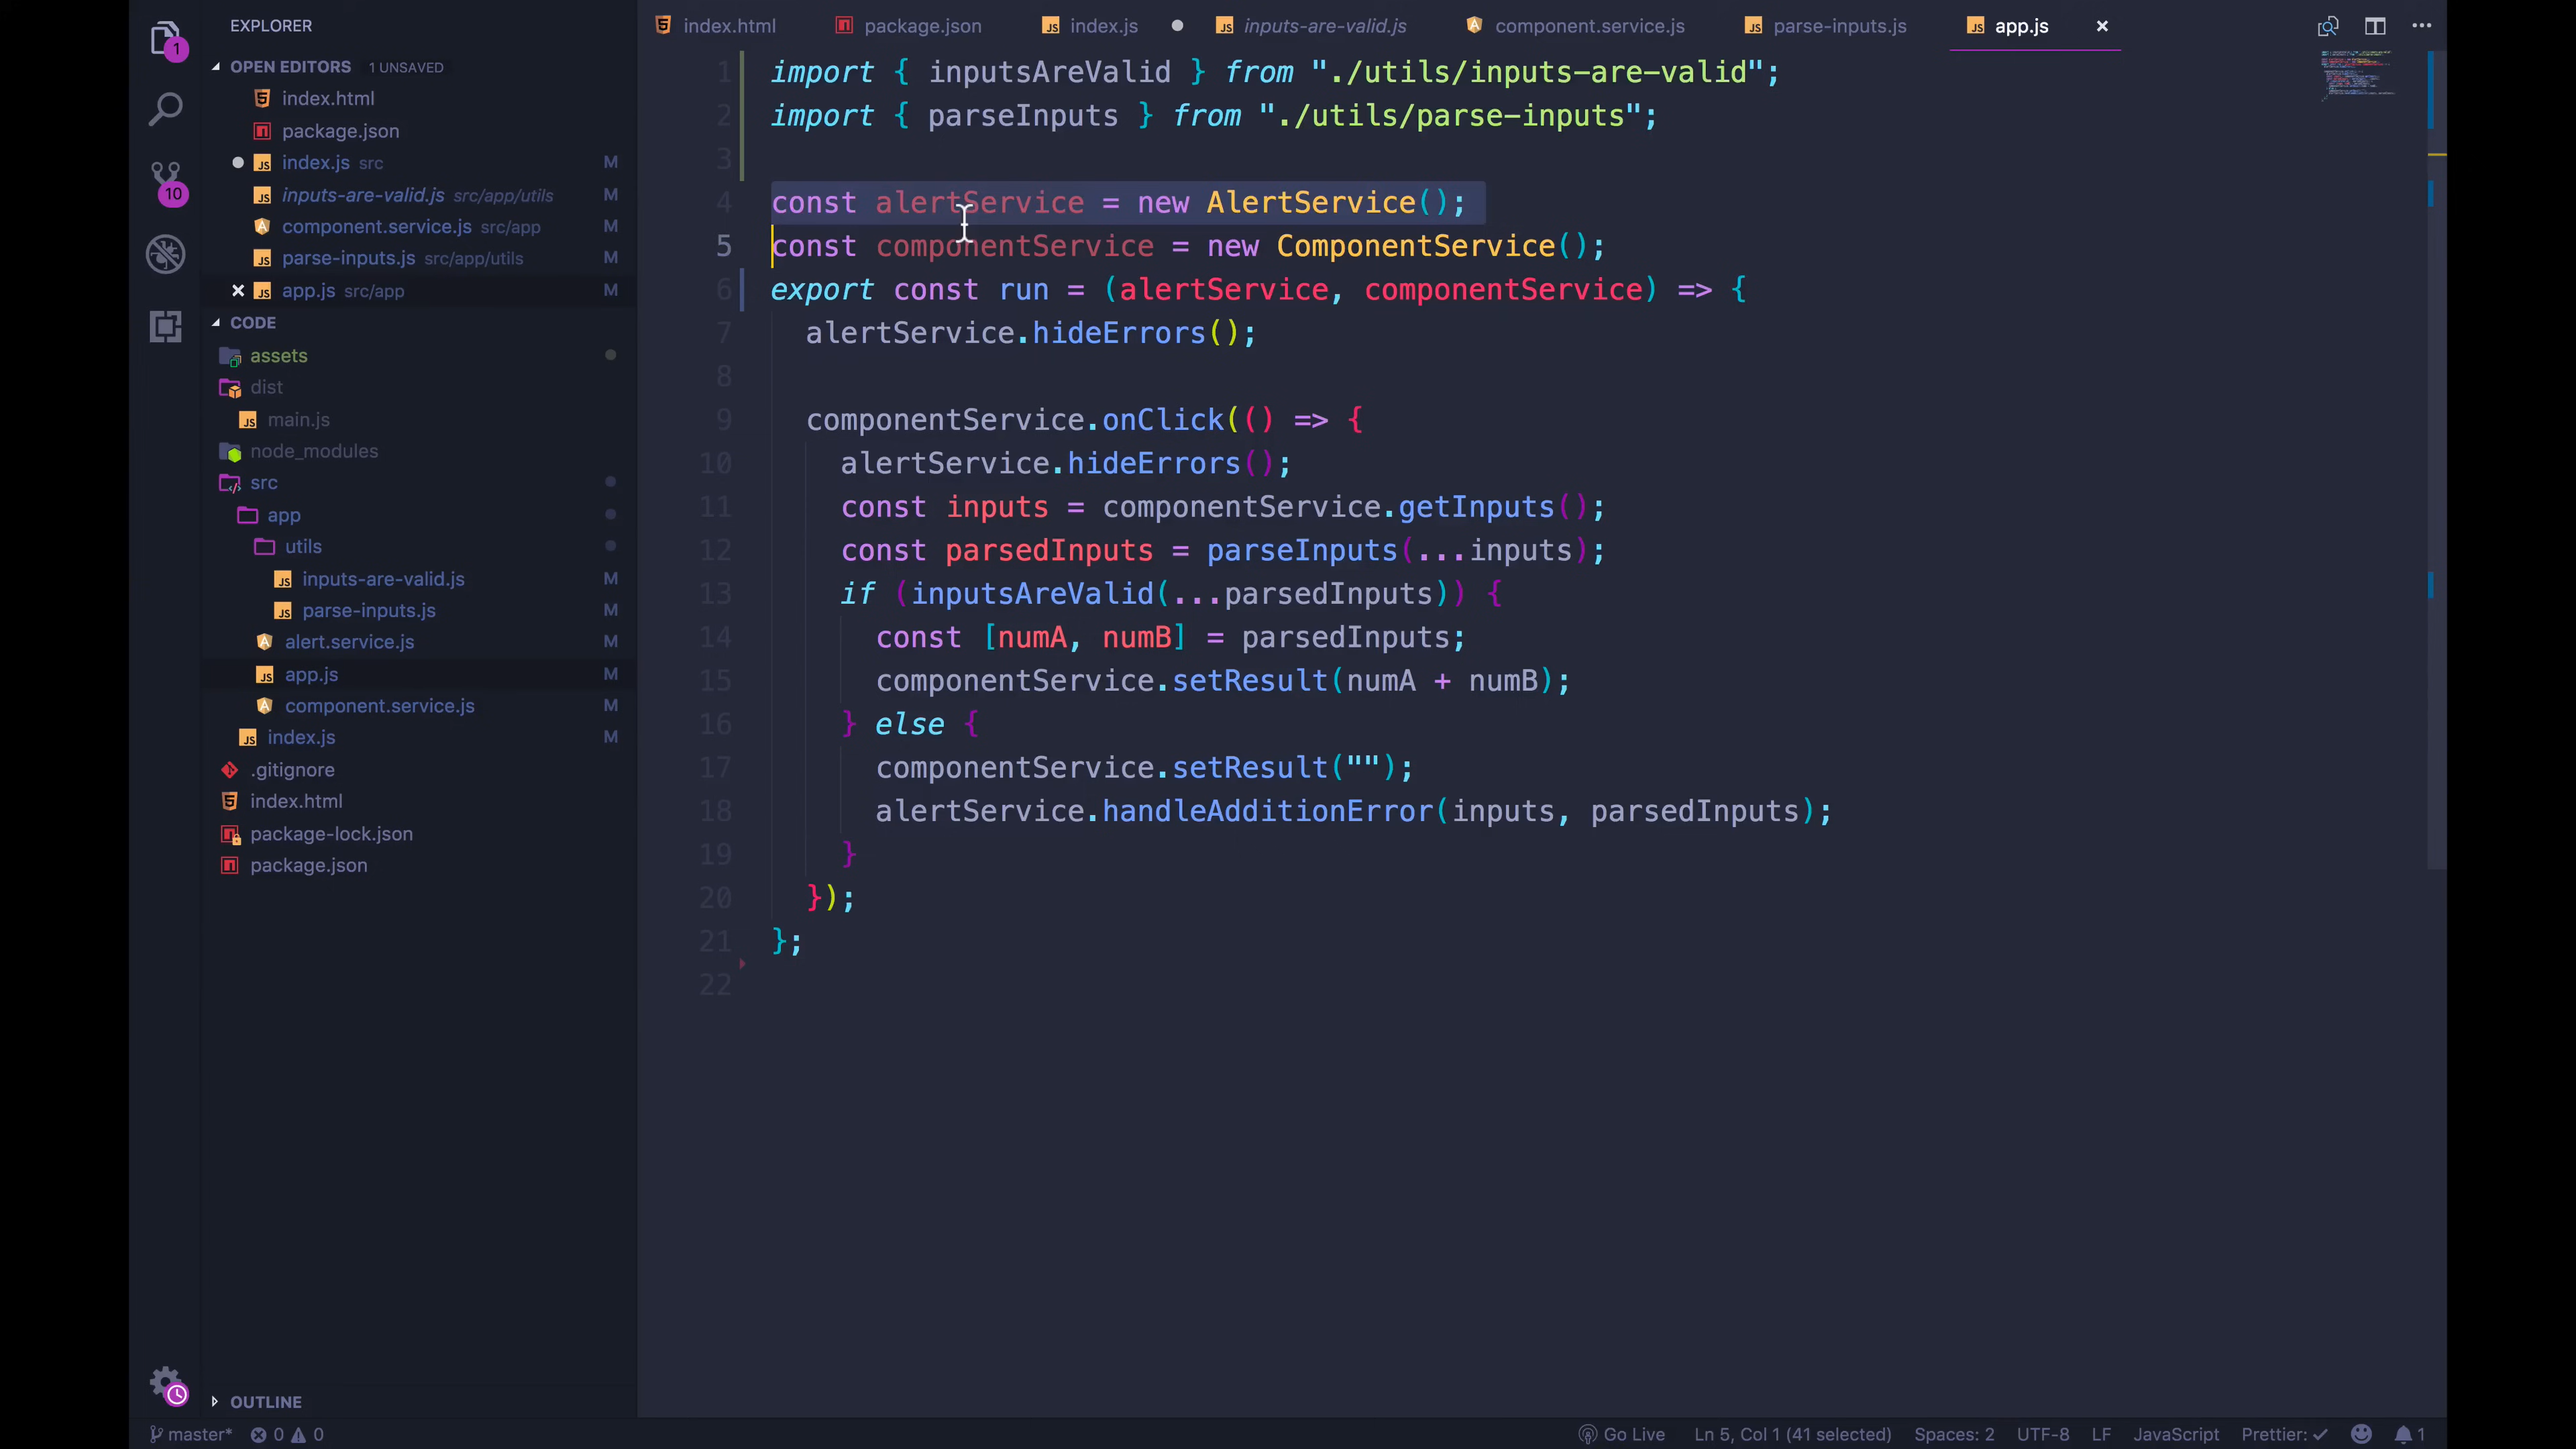 EXPLORER
OPEN EDITORS 1 UNSAVED
index.html
package.json
index.js src M
inputs-are-valid.js src/app/utils M
component.service.js src/app M
parse-inputs.js src/app/utils M
app.js src/app M
CODE
assets
dist
main.js
node_modules
src
app
utils
inputs-are-valid.js M
parse-inputs.js M
alert.service.js M
app.js M
component.service.js M
index.js M
.gitignore
index.html
package-lock.json
package.json
OUTLINE
1
10
index.html package.json index.js inputs-are-valid.js component.service.js parse-inputs.js app.js
1 import { inputsAreValid } from "./utils/inputs-are-valid";
2 import { parseInputs } from "./utils/parse-inputs";
3
4 const alertService = new AlertService();
5 const componentService = new ComponentService();
6 export const run = (alertService, componentService) => {
7 alertService.hideErrors();
8
9 componentService.onClick(() => {
10 alertService.hideErrors();
11 const inputs = componentService.getInputs();
12 const parsedInputs = parseInputs(...inputs);
13 if (inputsAreValid(...parsedInputs)) {
14 const [numA, numB] = parsedInputs;
15 componentService.setResult(numA + numB);
16 } else {
17 componentService.setResult("");
18 alertService.handleAdditionError(inputs, parsedInputs);
19 }
20 });
21 };
22
master* 0 0 Go Live Ln 5, Col 1 (41 selected) Spaces: 2 UTF-8 LF JavaScript Prettier: ✓ 1